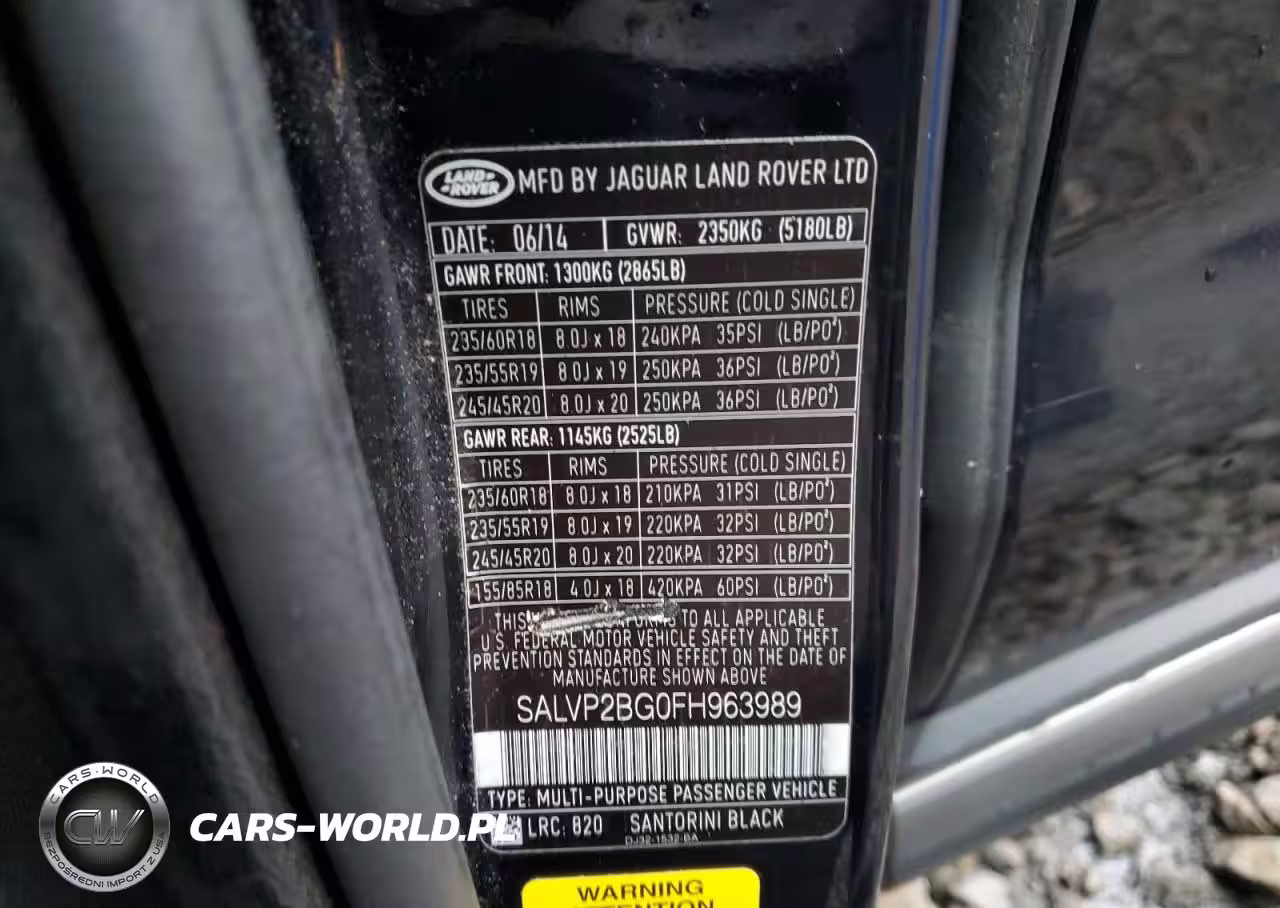 LAND ROVER MFD BY JAGUAR LAND ROVER LTD
DATE: 06/14 GVWR: 2350KG (5180LB)
GAWR FRONT: 1300KG (2865LB)
TIRES RIMS PRESSURE (COLD SINGLE)
235/60R18 8.0J x 18 240KPA 35PSI (LB/PO²)
235/55R19 8.0J x 19 250KPA 36PSI (LB/PO²)
245/45R20 8.0J x 20 250KPA 36PSI (LB/PO²)
GAWR REAR: 1145KG (2525LB)
TIRES RIMS PRESSURE (COLD SINGLE)
235/60R18 8.0J x 18 210KPA 31PSI (LB/PO²)
235/55R19 8.0J x 19 220KPA 32PSI (LB/PO²)
245/45R20 8.0J x 20 220KPA 32PSI (LB/PO²)
155/85R18 4.0J x 18 420KPA 60PSI (LB/PO²)
THIS TO ALL APPLICABLE
U.S. FEDERAL MOTOR VEHICLE SAFETY AND THEFT
PREVENTION STANDARDS IN EFFECT ON THE DATE OF
MANUFACTURE SHOWN ABOVE
SALVP2BG0FH963989
TYPE: MULTI-PURPOSE PASSENGER VEHICLE
LRC: 820 SANTORINI BLACK
WARNING
CARS-WORLD
CW
BEZPOŚREDNI IMPORT Z USA
CARS-WORLD.PL